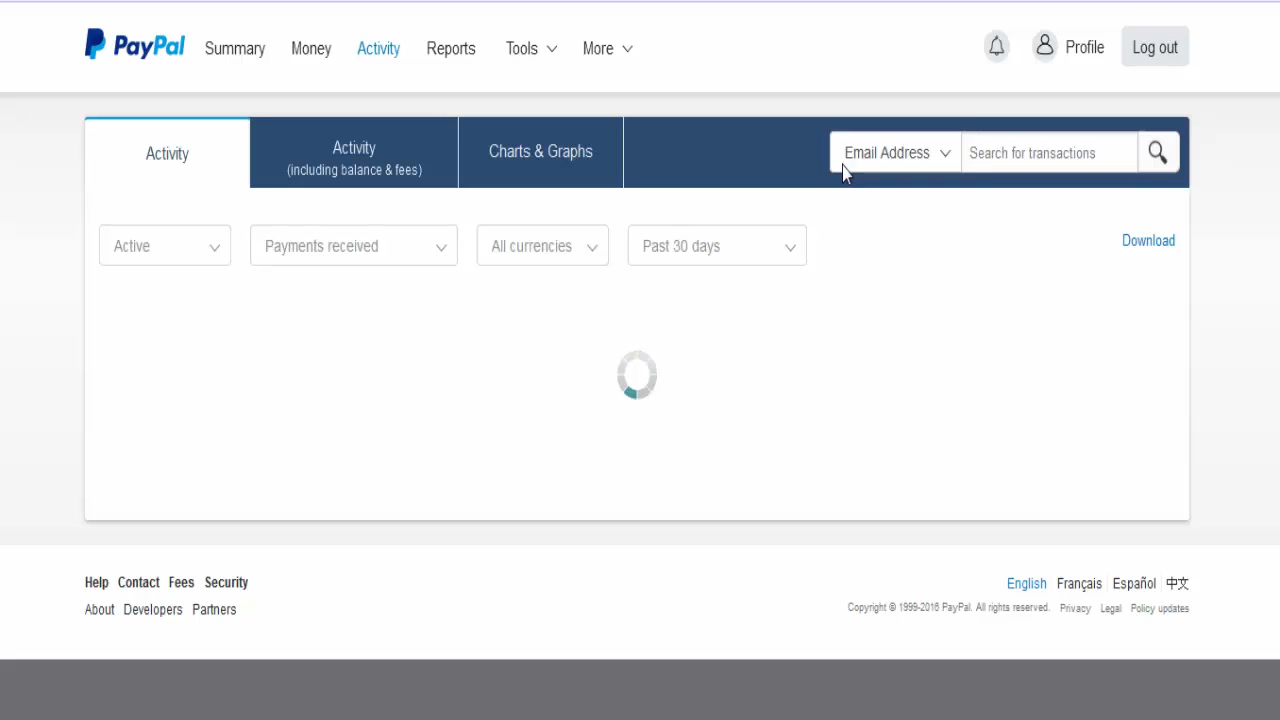 PayPal Summary Money Activity Reports Tools More Profile Log out
Activity
Activity
(including balance & fees)
Charts & Graphs
Email Address
Search for transactions
Active
Payments received
All currencies
Past 30 days
Download
Help Contact Fees Security
English Français Español 中文
About Developers Partners
Copyright © 1999-2016 PayPal. All rights reserved. Privacy Legal Policy updates